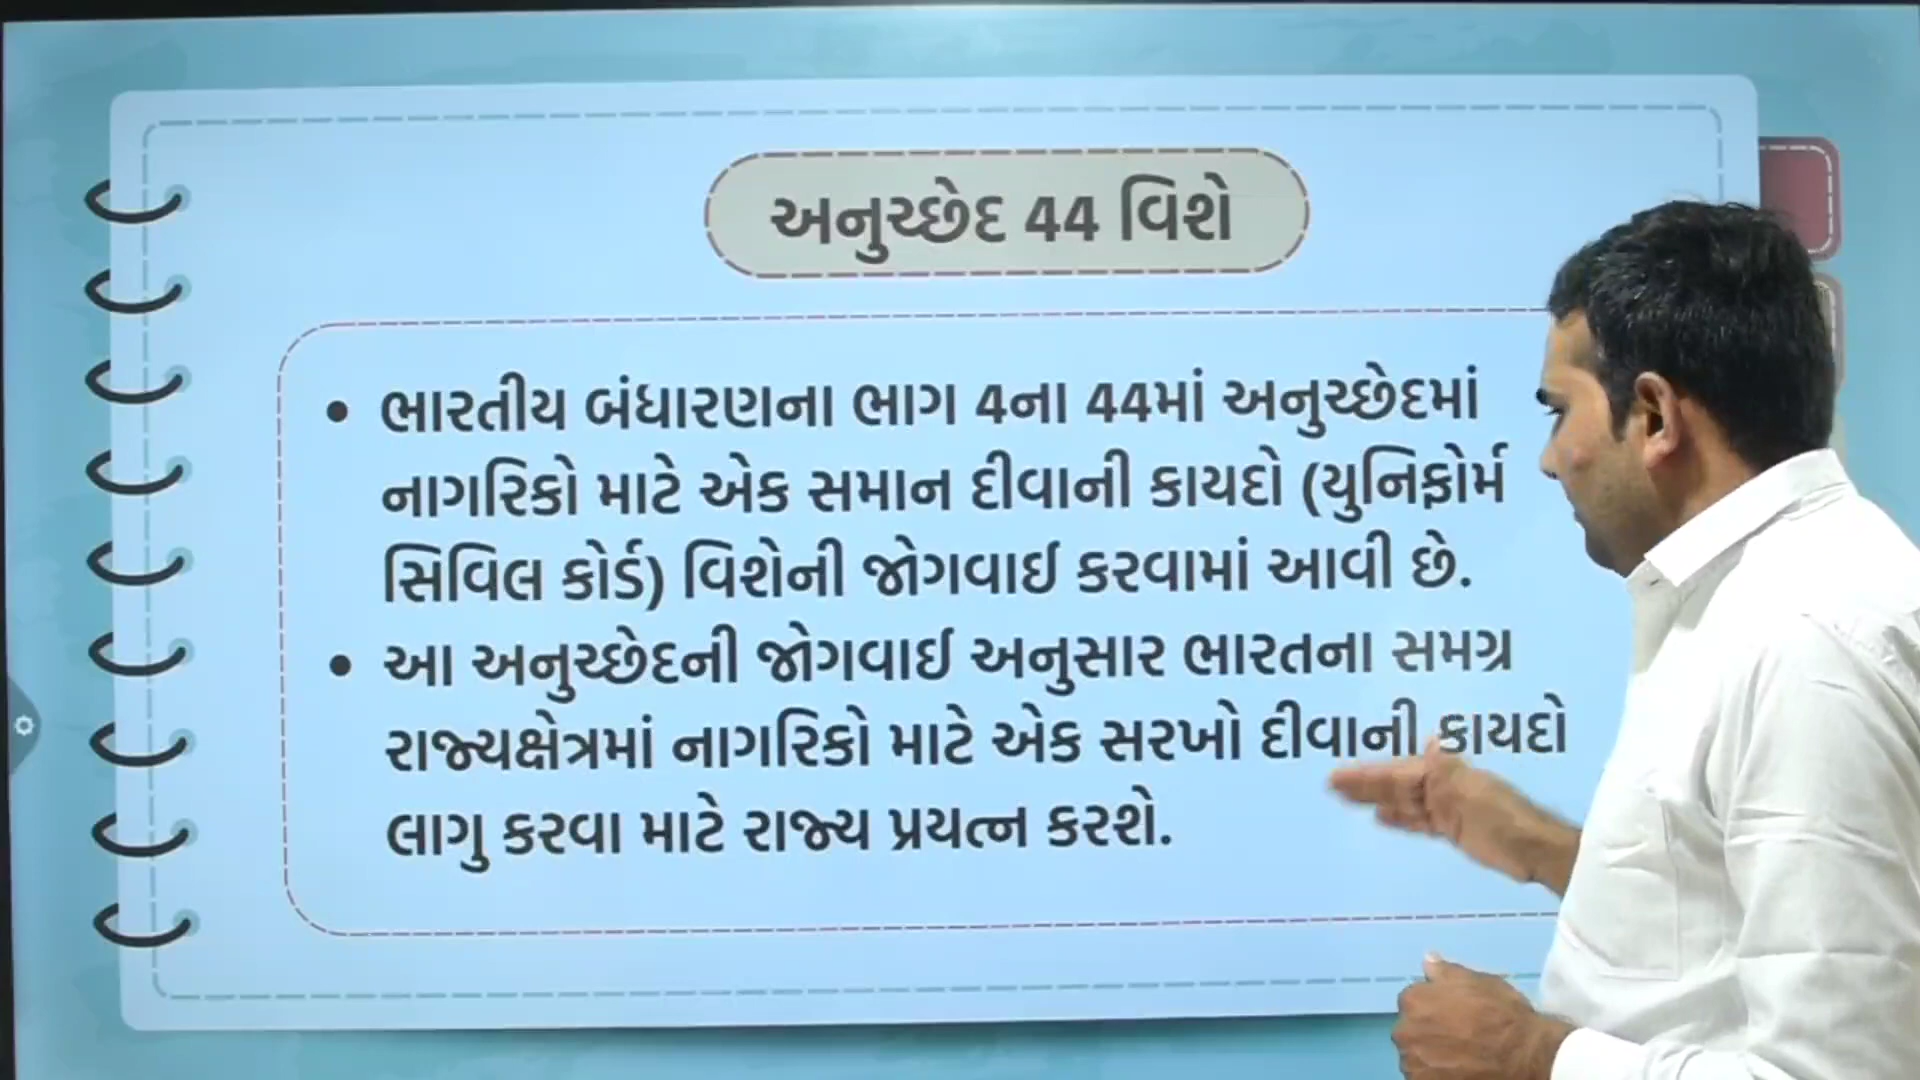 અનુચ્છેદ 44 વિશે
• ભારતીય બંધારણના ભાગ 4ના 44માં અનુચ્છેદમાં
નાગરિકો માટે એક સમાન દીવાની કાયદો (યુનિફોર્મ
સિવિલ કોર્ડ) વિશેની જોગવાઈ કરવામાં આવી છે.
• આ અનુચ્છેદની જોગવાઈ અનુસાર ભારતના સમગ્ર
રાજ્યક્ષેત્રમાં નાગરિકો માટે એક સરખો દીવાની કાયદો
લાગુ કરવા માટે રાજ્ય પ્રયત્ન કરશે.